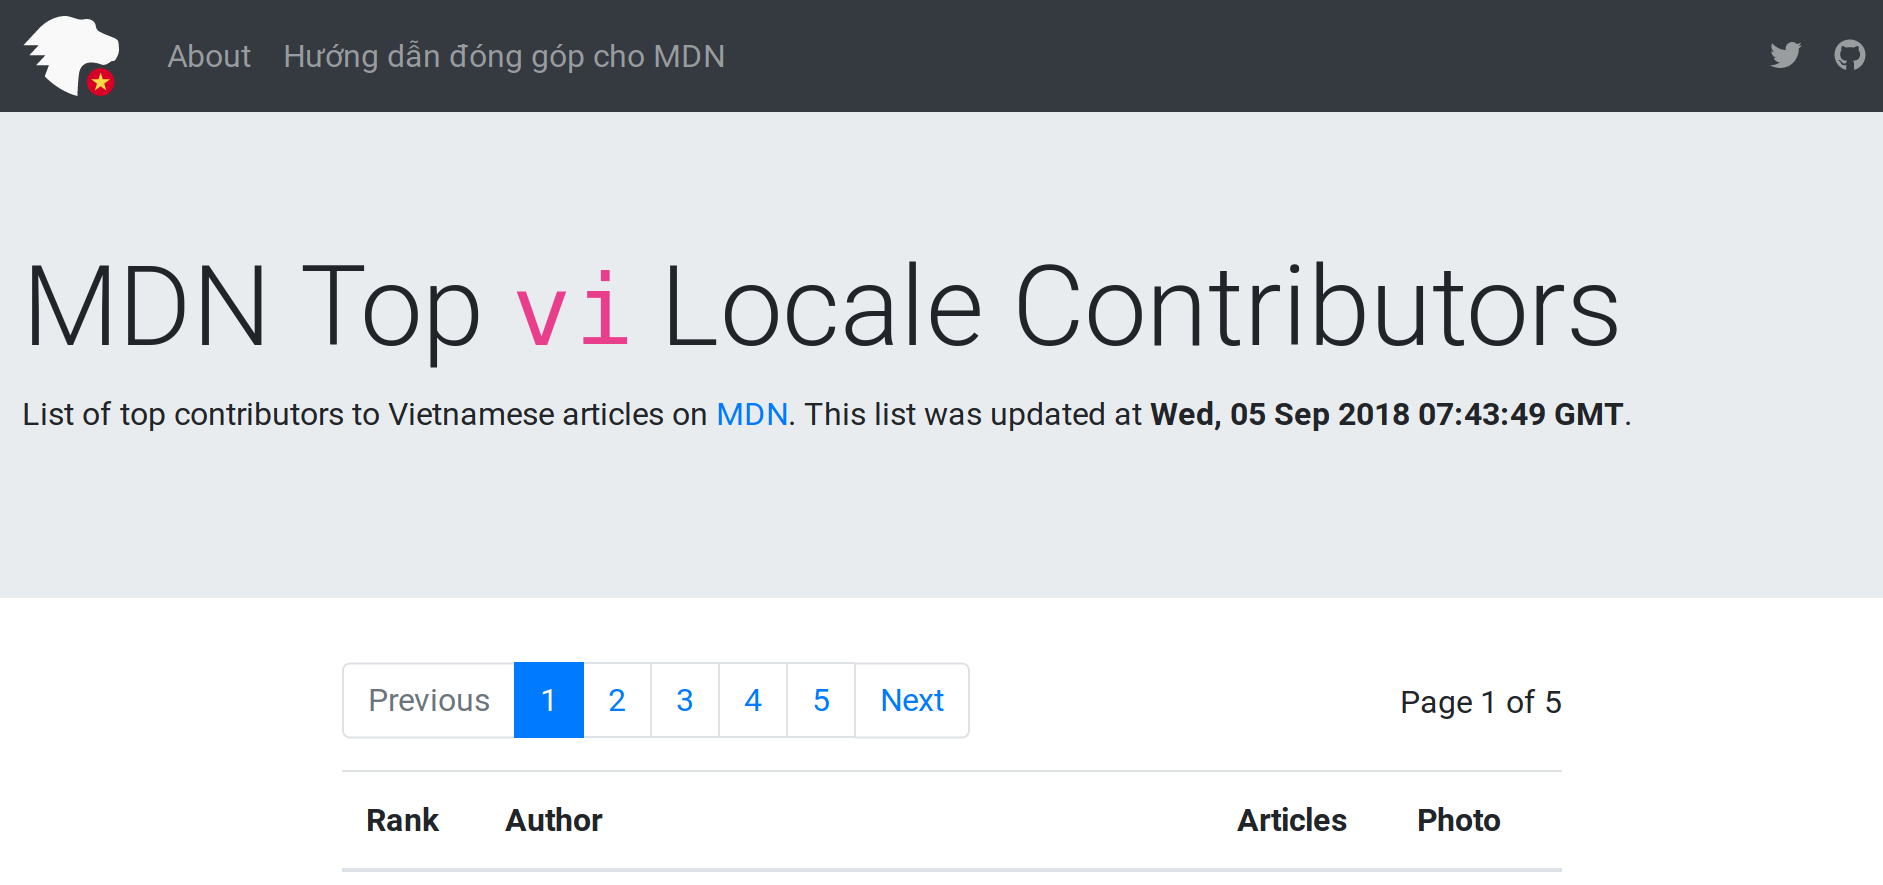 About Hướng dẫn đóng góp cho MDN
MDN Top vi Locale Contributors
List of top contributors to Vietnamese articles on MDN. This list was updated at Wed, 05 Sep 2018 07:43:49 GMT.
Previous 1 2 3 4 5 Next Page 1 of 5
Rank Author Articles Photo